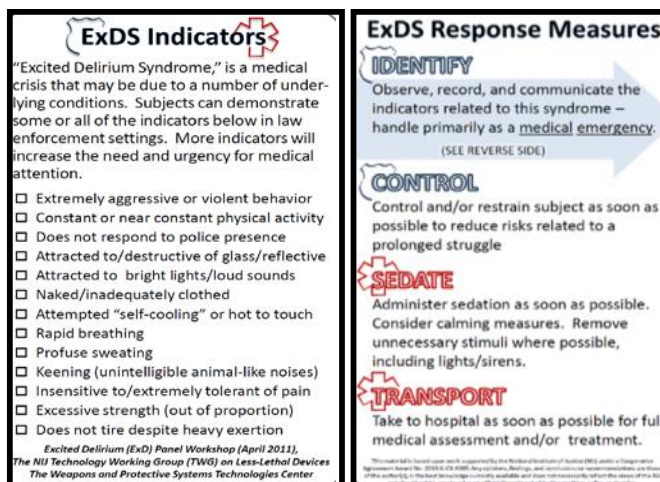 ExDS Indicators
"Excited Delirium Syndrome," is a medical
crisis that may be due to a number of under-
lying conditions. Subjects can demonstrate
some or all of the indicators below in law
enforcement settings. More indicators will
increase the need and urgency for medical
attention.
Extremely aggressive or violent behavior
Constant or near constant physical activity
Does not respond to police presence
Attracted to/destructive of glass/reflective
Attracted to bright lights/loud sounds
Naked/inadequately clothed
Attempted "self-cooling" or hot to touch
Rapid breathing
Profuse sweating
Keening (unintelligible animal-like noises)
Insensitive to/extremely tolerant of pain
Excessive strength (out of proportion)
Does not tire despite heavy exertion
Excited Delirium (ExD) Panel Workshop (April 2011),
The NIJ Technology Working Group (TWG) on Less-Lethal Devices
The Weapons and Protective Systems Technologies Center
ExDS Response Measures
IDENTIFY
Observe, record, and communicate the
indicators related to this syndrome –
handle primarily as a medical emergency.
(SEE REVERSE SIDE)
CONTROL
Control and/or restrain subject as soon as
possible to reduce risks related to a
prolonged struggle
SEDATE
Administer sedation as soon as possible.
Consider calming measures. Remove
unnecessary stimuli where possible,
including lights/sirens.
TRANSPORT
Take to hospital as soon as possible for full
medical assessment and/or treatment.